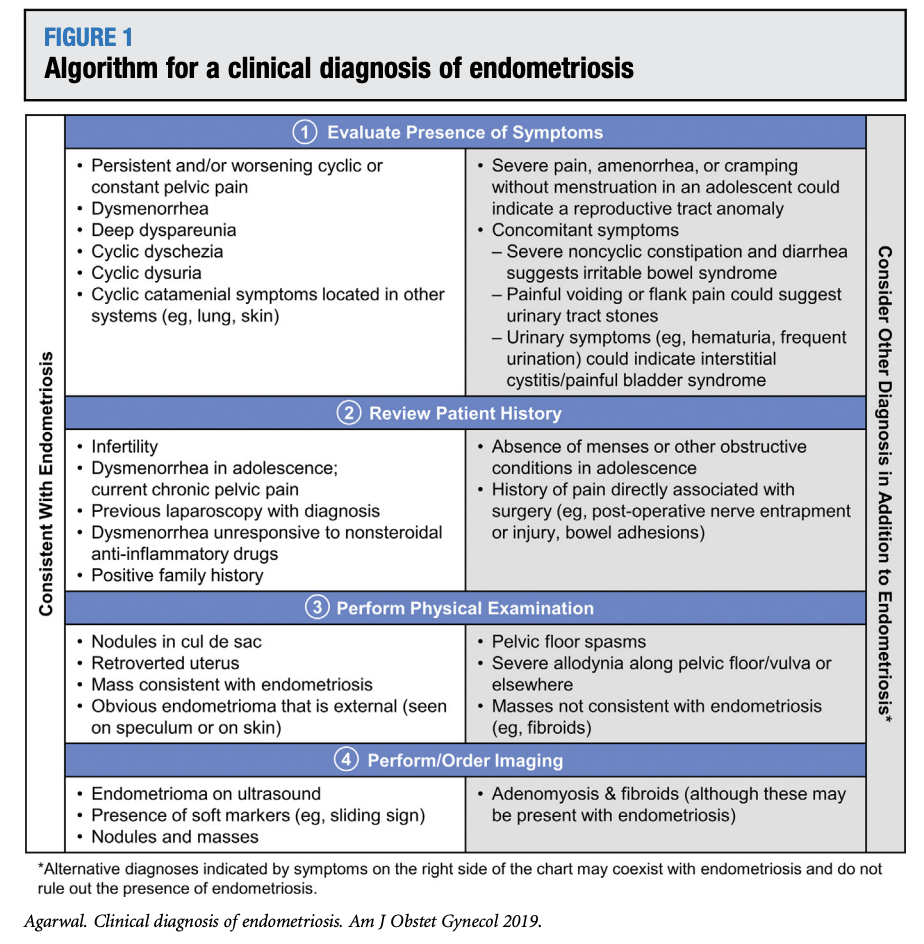 FIGURE 1
Algorithm for a clinical diagnosis of endometriosis
Consistent With Endometriosis
① Evaluate Presence of Symptoms
• Persistent and/or worsening cyclic or
constant pelvic pain
• Dysmenorrhea
• Deep dyspareunia
• Cyclic dyschezia
• Cyclic dysuria
• Cyclic catamenial symptoms located in other
systems (eg, lung, skin)
• Severe pain, amenorrhea, or cramping
without menstruation in an adolescent could
indicate a reproductive tract anomaly
• Concomitant symptoms
– Severe noncyclic constipation and diarrhea
suggests irritable bowel syndrome
– Painful voiding or flank pain could suggest
urinary tract stones
– Urinary symptoms (eg, hematuria, frequent
urination) could indicate interstitial
cystitis/painful bladder syndrome
② Review Patient History
• Infertility
• Dysmenorrhea in adolescence;
current chronic pelvic pain
• Previous laparoscopy with diagnosis
• Dysmenorrhea unresponsive to nonsteroidal
anti-inflammatory drugs
• Positive family history
• Absence of menses or other obstructive
conditions in adolescence
• History of pain directly associated with
surgery (eg, post-operative nerve entrapment
or injury, bowel adhesions)
③ Perform Physical Examination
• Nodules in cul de sac
• Retroverted uterus
• Mass consistent with endometriosis
• Obvious endometrioma that is external (seen
on speculum or on skin)
• Pelvic floor spasms
• Severe allodynia along pelvic floor/vulva or
elsewhere
• Masses not consistent with endometriosis
(eg, fibroids)
④ Perform/Order Imaging
• Endometrioma on ultrasound
• Presence of soft markers (eg, sliding sign)
• Nodules and masses
• Adenomyosis & fibroids (although these may
be present with endometriosis)
Consider Other Diagnosis in Addition to Endometriosis*
*Alternative diagnoses indicated by symptoms on the right side of the chart may coexist with endometriosis and do not
rule out the presence of endometriosis.
Agarwal. Clinical diagnosis of endometriosis. Am J Obstet Gynecol 2019.